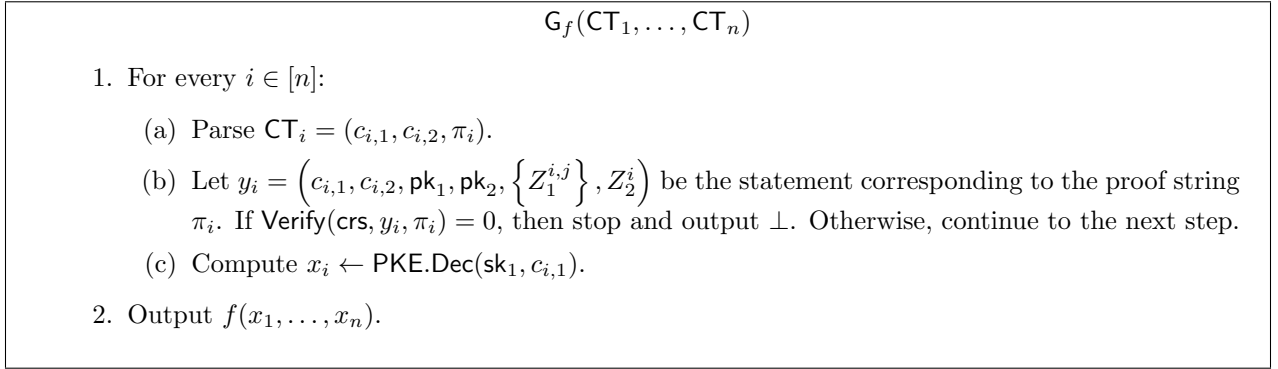 G_f(CT_1, . . . , CT_n)
1. For every i ∈ [n]:
(a) Parse CT_i = (c_{i,1}, c_{i,2}, π_i).
(b) Let y_i = (c_{i,1}, c_{i,2}, pk_1, pk_2, {Z_1^{i,j}}, Z_2^i) be the statement corresponding to the proof string
π_i. If Verify(crs, y_i, π_i) = 0, then stop and output ⊥. Otherwise, continue to the next step.
(c) Compute x_i ← PKE.Dec(sk_1, c_{i,1}).
2. Output f(x_1, . . . , x_n).